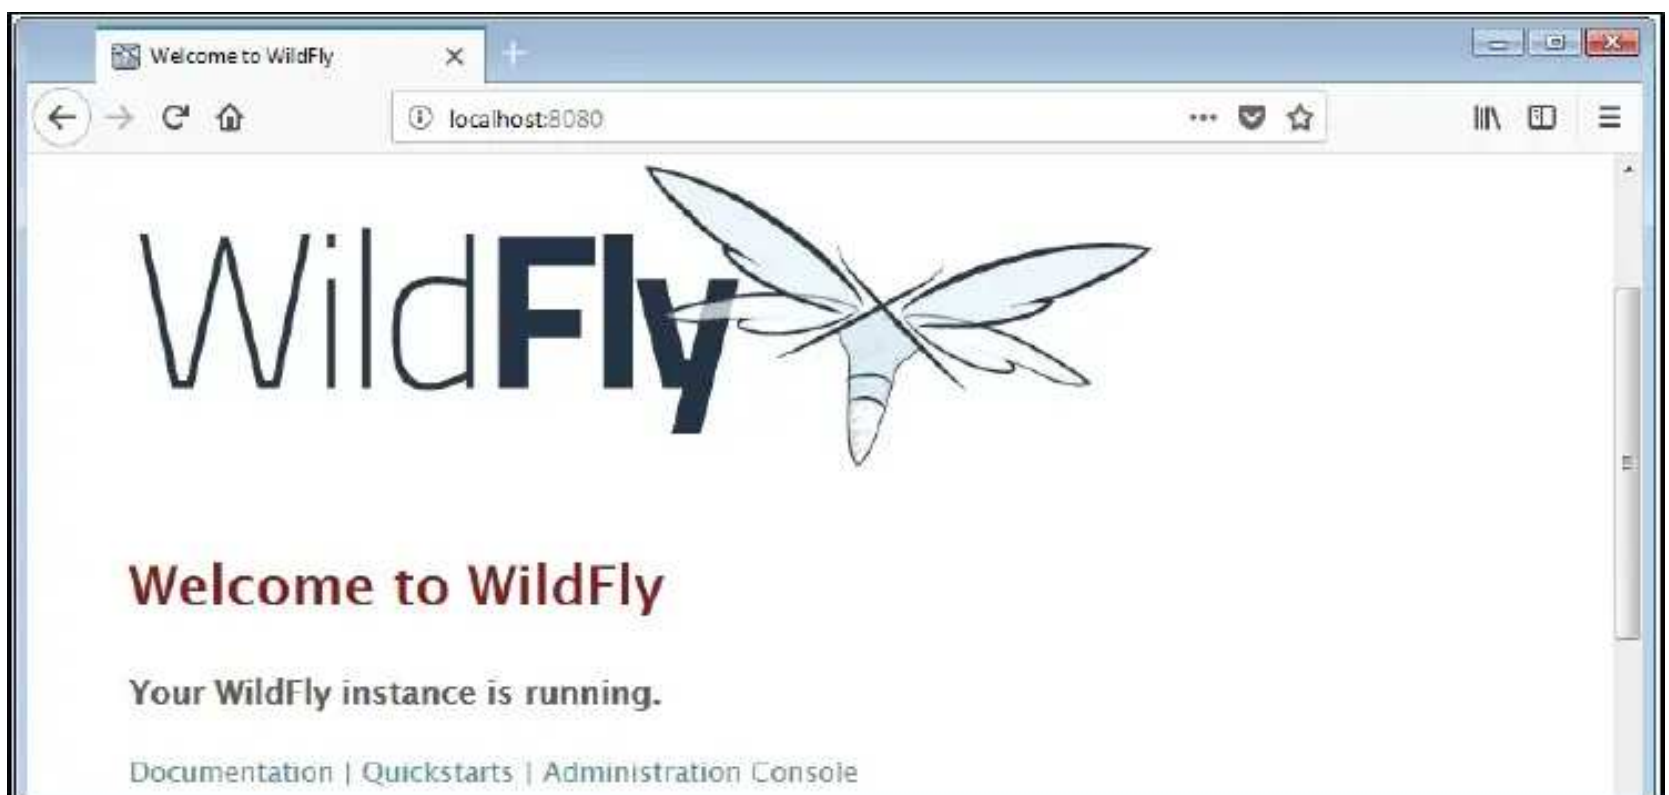 Welcome to WildFly
localhost:8080
WildFly
Welcome to WildFly
Your WildFly instance is running.
Documentation | Quickstarts | Administration Console